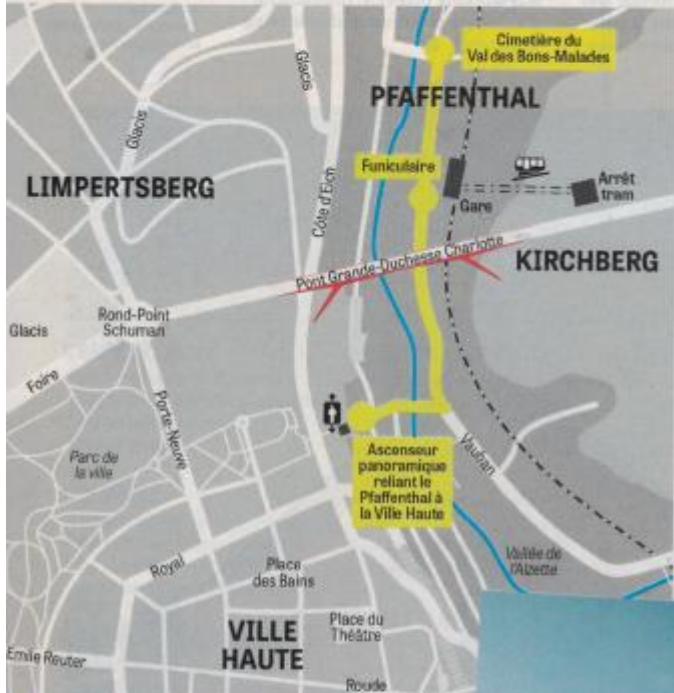 Cimetière du
Val des Bons-Malades
Glacis
PFAFFENTHAL
Glacis
Funiculaire
Arrêt
tram
LIMPERTSBERG
Gare
Côte d'Eich
Pont Grande-Duchesse Charlotte
KIRCHBERG
Rond-Point
Schuman
Glacis
Foire
Porte-Neuve
Parc de
la ville
Ascenseur
panoramique
reliant le
Pfaffenthal à
la Ville Haute
Vauban
Royal
Place
des Bains
Vallée de
l'Alzette
VILLE
HAUTE
Place du
Théâtre
Emile Reuter
Roude